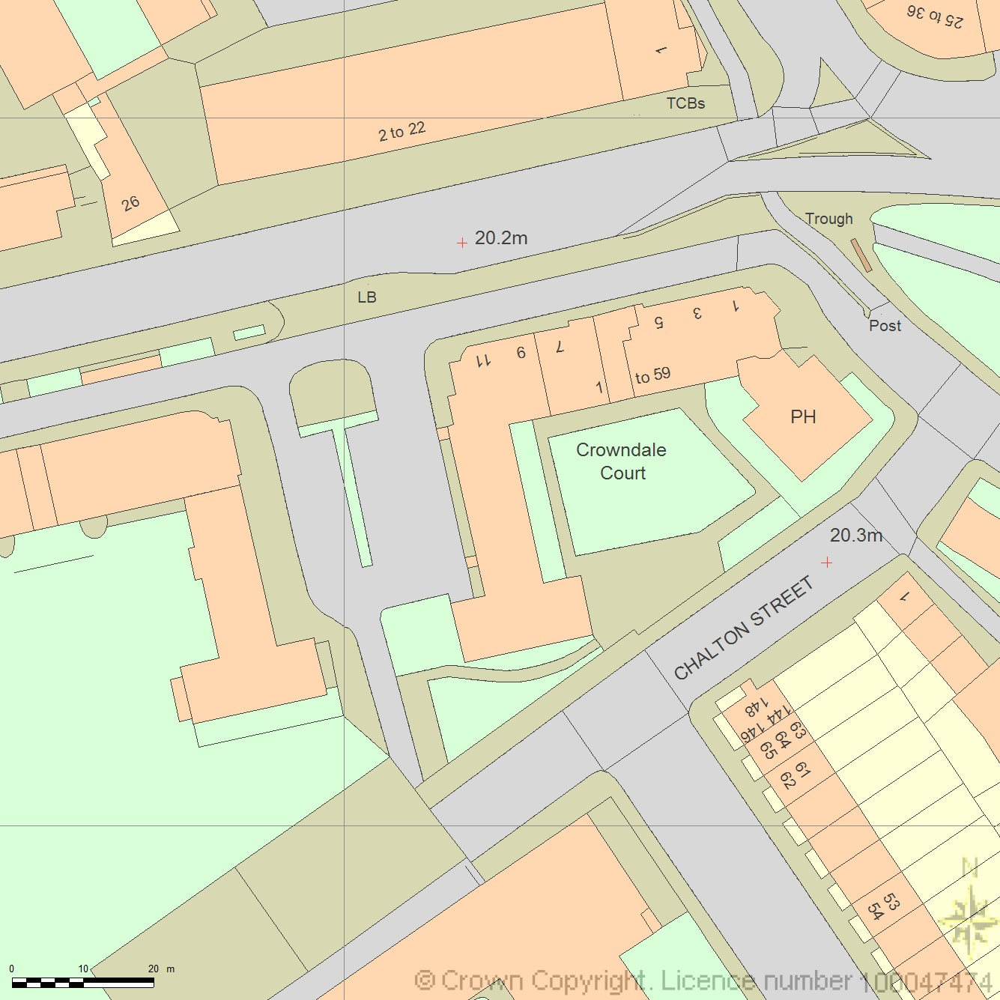 25 to 36
1
TCBs
2 to 22
26
Trough
20.2m
LB
1
3
5
7
9
11
Post
1
to 59
PH
Crowndale
Court
20.3m
CHALTON STREET
1
148
144
146
63
64
65
61
62
53
54
N
0 10 20 m
© Crown Copyright. Licence number 100047474